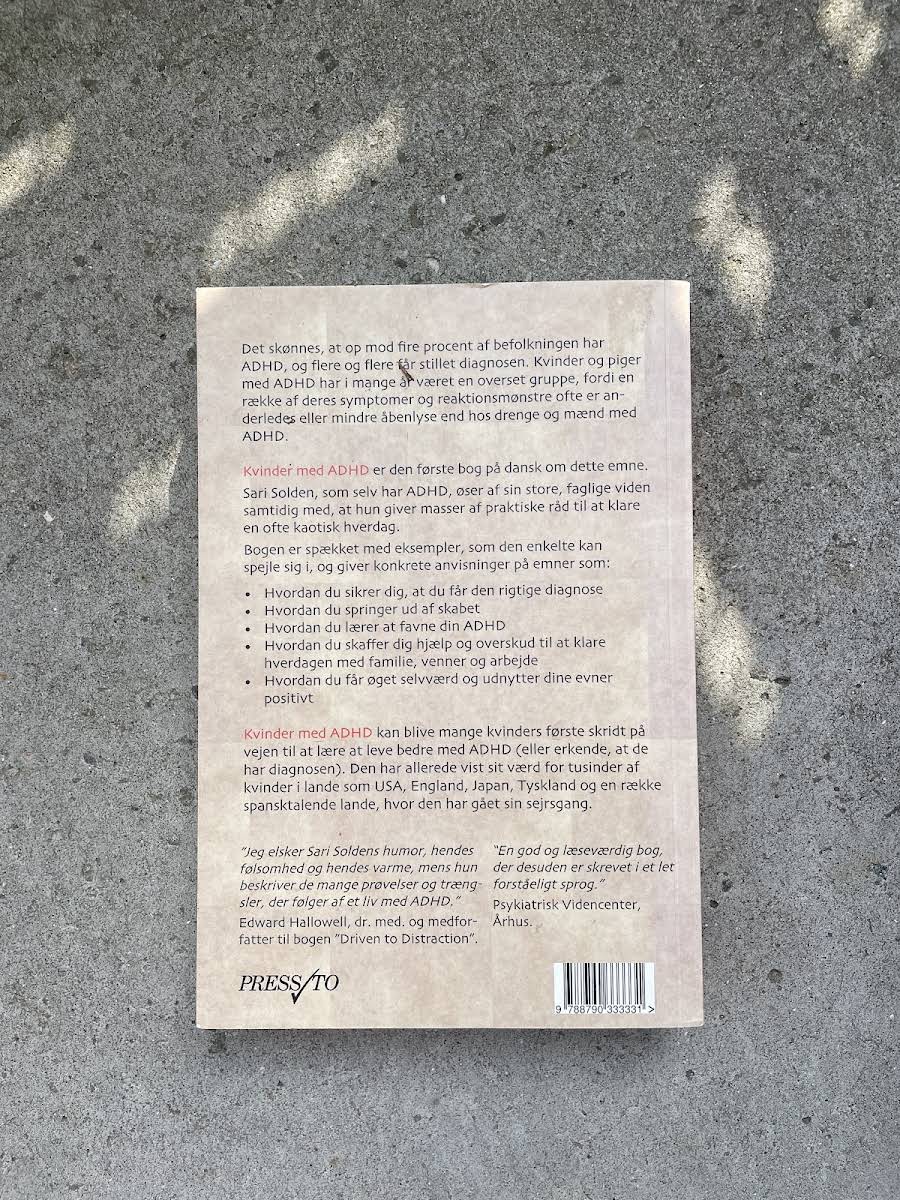 Det skønnes, at op mod fire procent af befolkningen har
ADHD, og flere og flere får stillet diagnosen. Kvinder og piger
med ADHD har i mange år været en overset gruppe, fordi en
række af deres symptomer og reaktionsmønstre ofte er an-
derledes eller mindre åbenlyse end hos drenge og mænd med
ADHD.
Kvinder med ADHD er den første bog på dansk om dette emne.
Sari Solden, som selv har ADHD, øser af sin store, faglige viden
samtidig med, at hun giver masser af praktiske råd til at klare
en ofte kaotisk hverdag.
Bogen er spækket med eksempler, som den enkelte kan
spejle sig i, og giver konkrete anvisninger på emner som:
• Hvordan du sikrer dig, at du får den rigtige diagnose
• Hvordan du springer ud af skabet
• Hvordan du lærer at favne din ADHD
• Hvordan du skaffer dig hjælp og overskud til at klare
hverdagen med familie, venner og arbejde
• Hvordan du får øget selvværd og udnytter dine evner
positivt
Kvinder med ADHD kan blive mange kvinders første skridt på
vejen til at lære at leve bedre med ADHD (eller erkende, at de
har diagnosen). Den har allerede vist sit værd for tusinder af
kvinder i lande som USA, England, Japan, Tyskland og en række
spansktalende lande, hvor den har gået sin sejrsgang.
"Jeg elsker Sari Soldens humor, hendes
følsomhed og hendes varme, mens hun
beskriver de mange prøvelser og træng-
sler, der følger af et liv med ADHD."
Edward Hallowell, dr. med. og medfor-
fatter til bogen "Driven to Distraction".
"En god og læseværdig bog,
der desuden er skrevet i et let
forståeligt sprog."
Psykiatrisk Videncenter,
Århus.
PRESS/TO
9 788790 333331 >